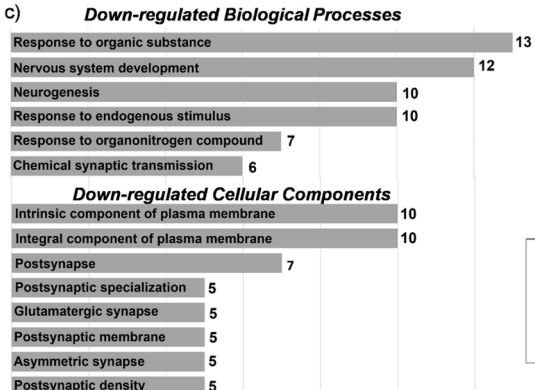 c)
Down-regulated Biological Processes
Response to organic substance 13
Nervous system development 12
Neurogenesis 10
Response to endogenous stimulus 10
Response to organonitrogen compound 7
Chemical synaptic transmission 6
Down-regulated Cellular Components
Intrinsic component of plasma membrane 10
Integral component of plasma membrane 10
Postsynapse 7
Postsynaptic specialization 5
Glutamatergic synapse 5
Postsynaptic membrane 5
Asymmetric synapse 5
Postsynaptic density 5